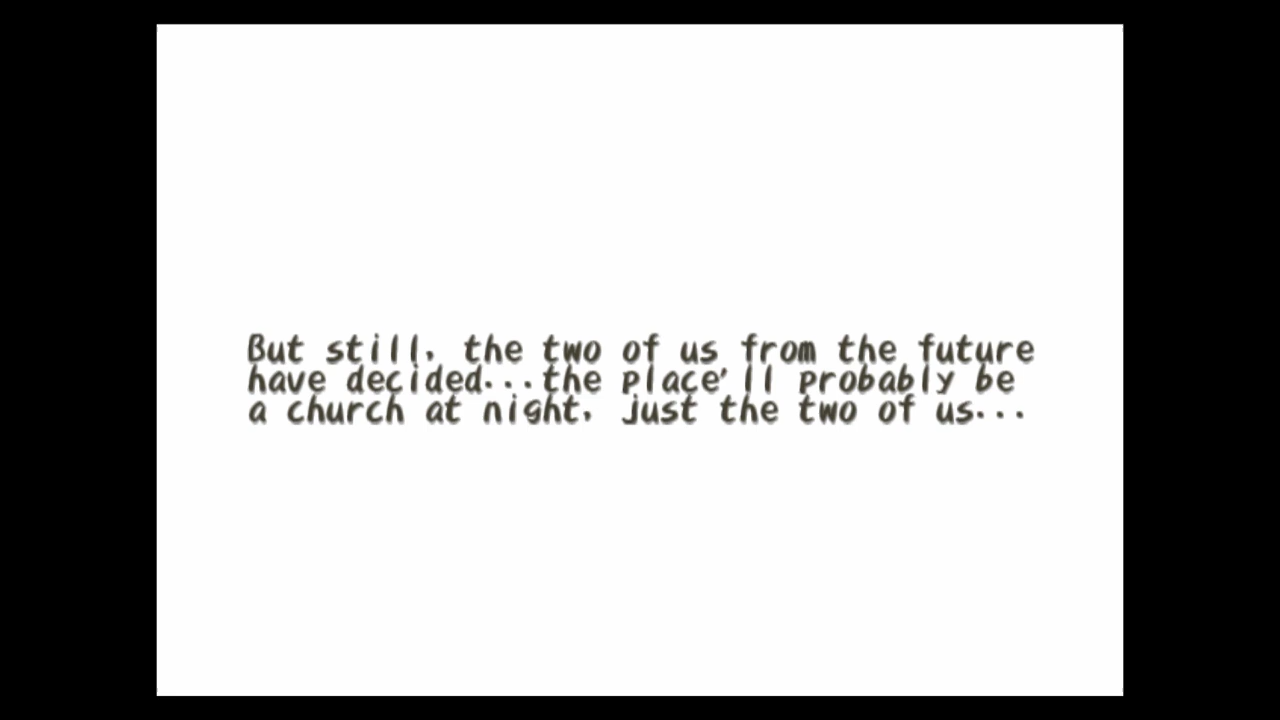 But still, the two of us from the future
have decided...the place'll probably be
a church at night, just the two of us...